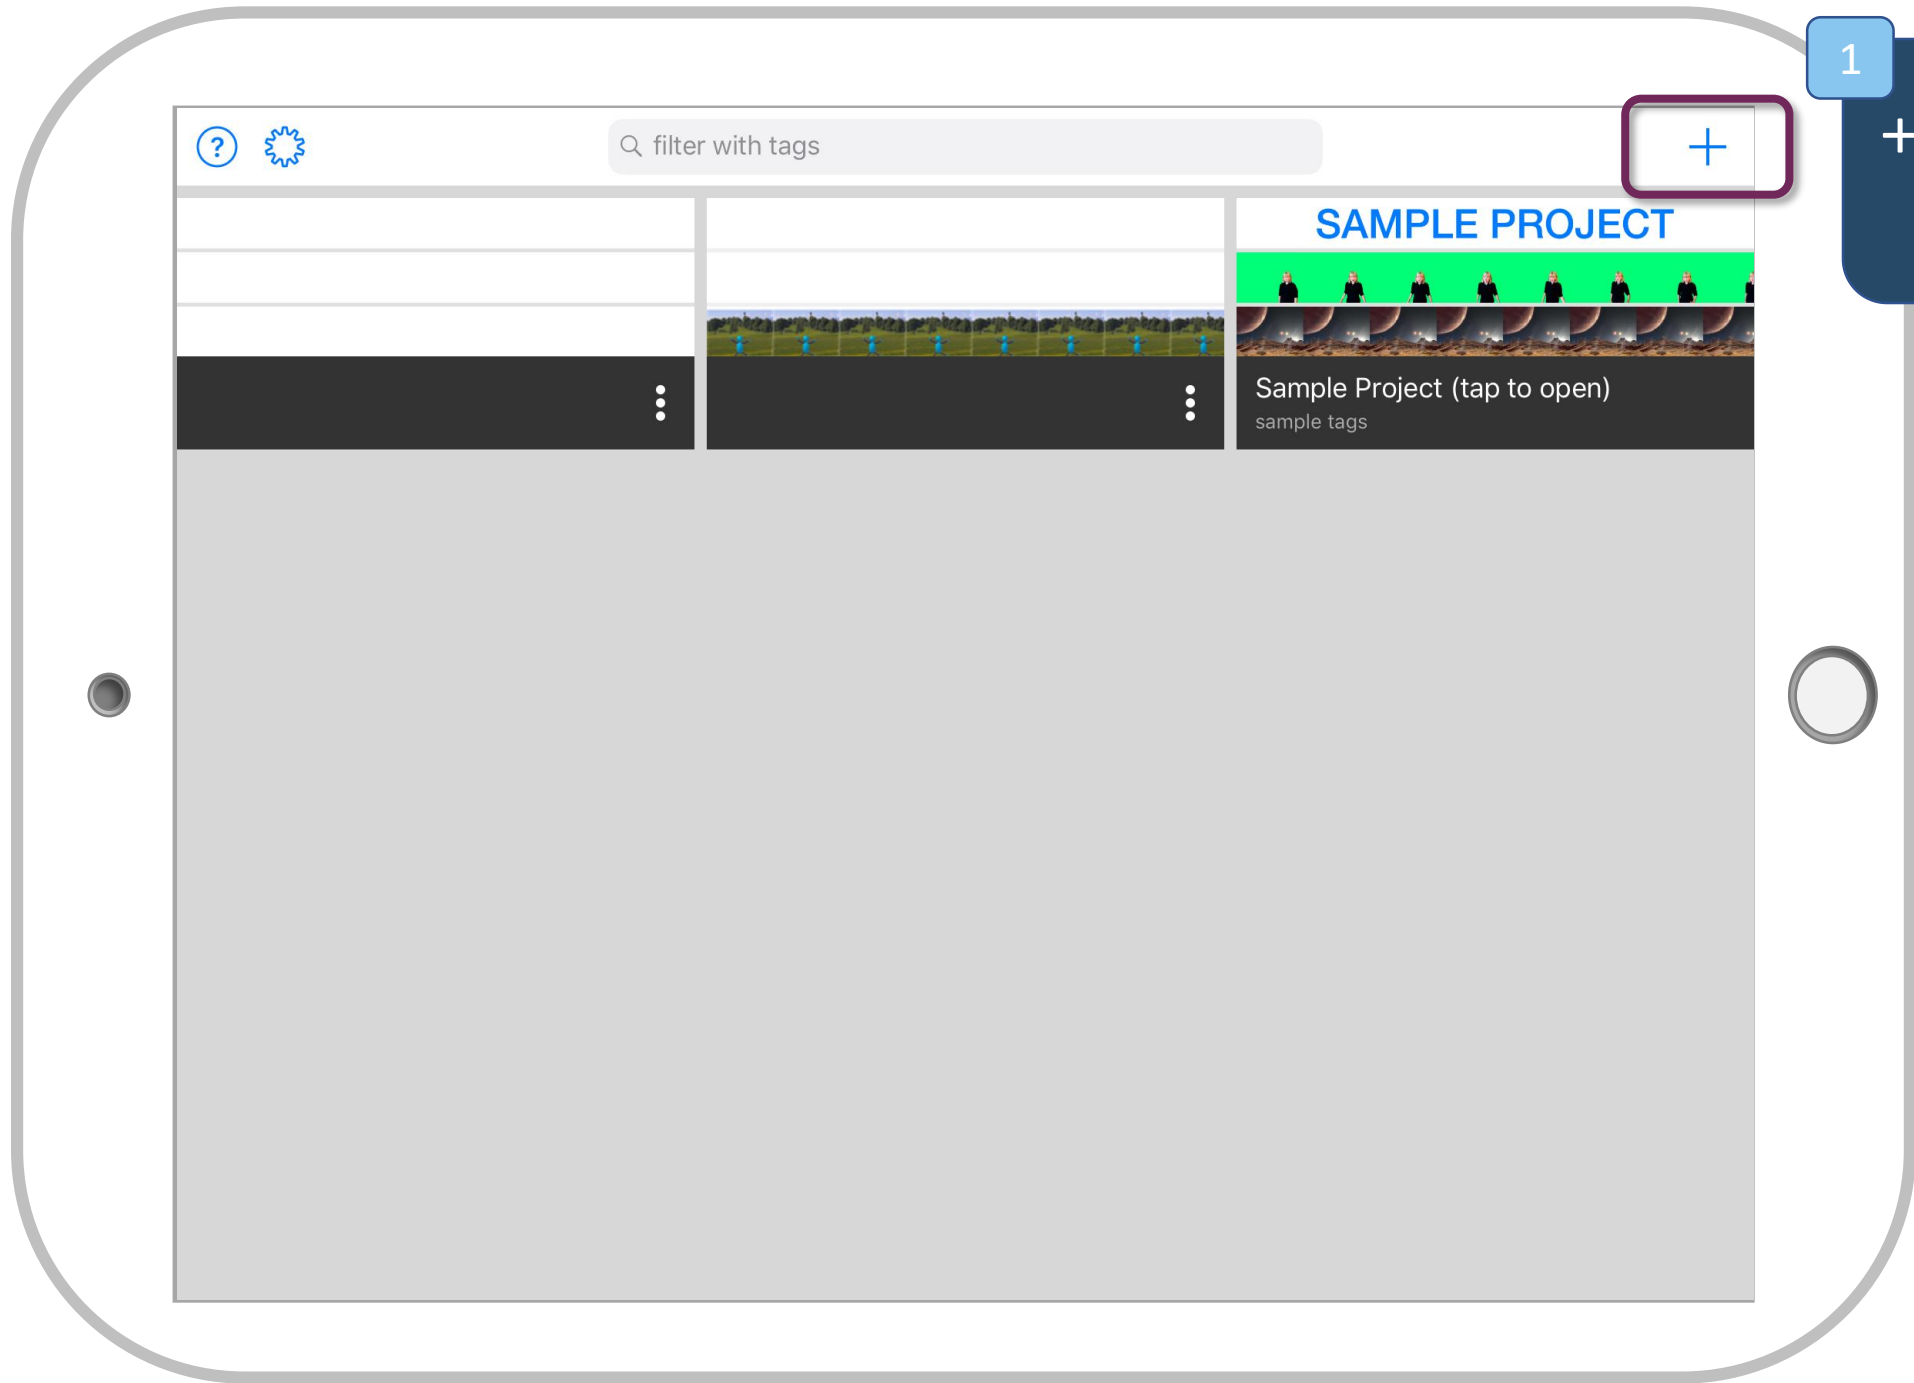 1
+
? filter with tags +
SAMPLE PROJECT
Sample Project (tap to open)
sample tags